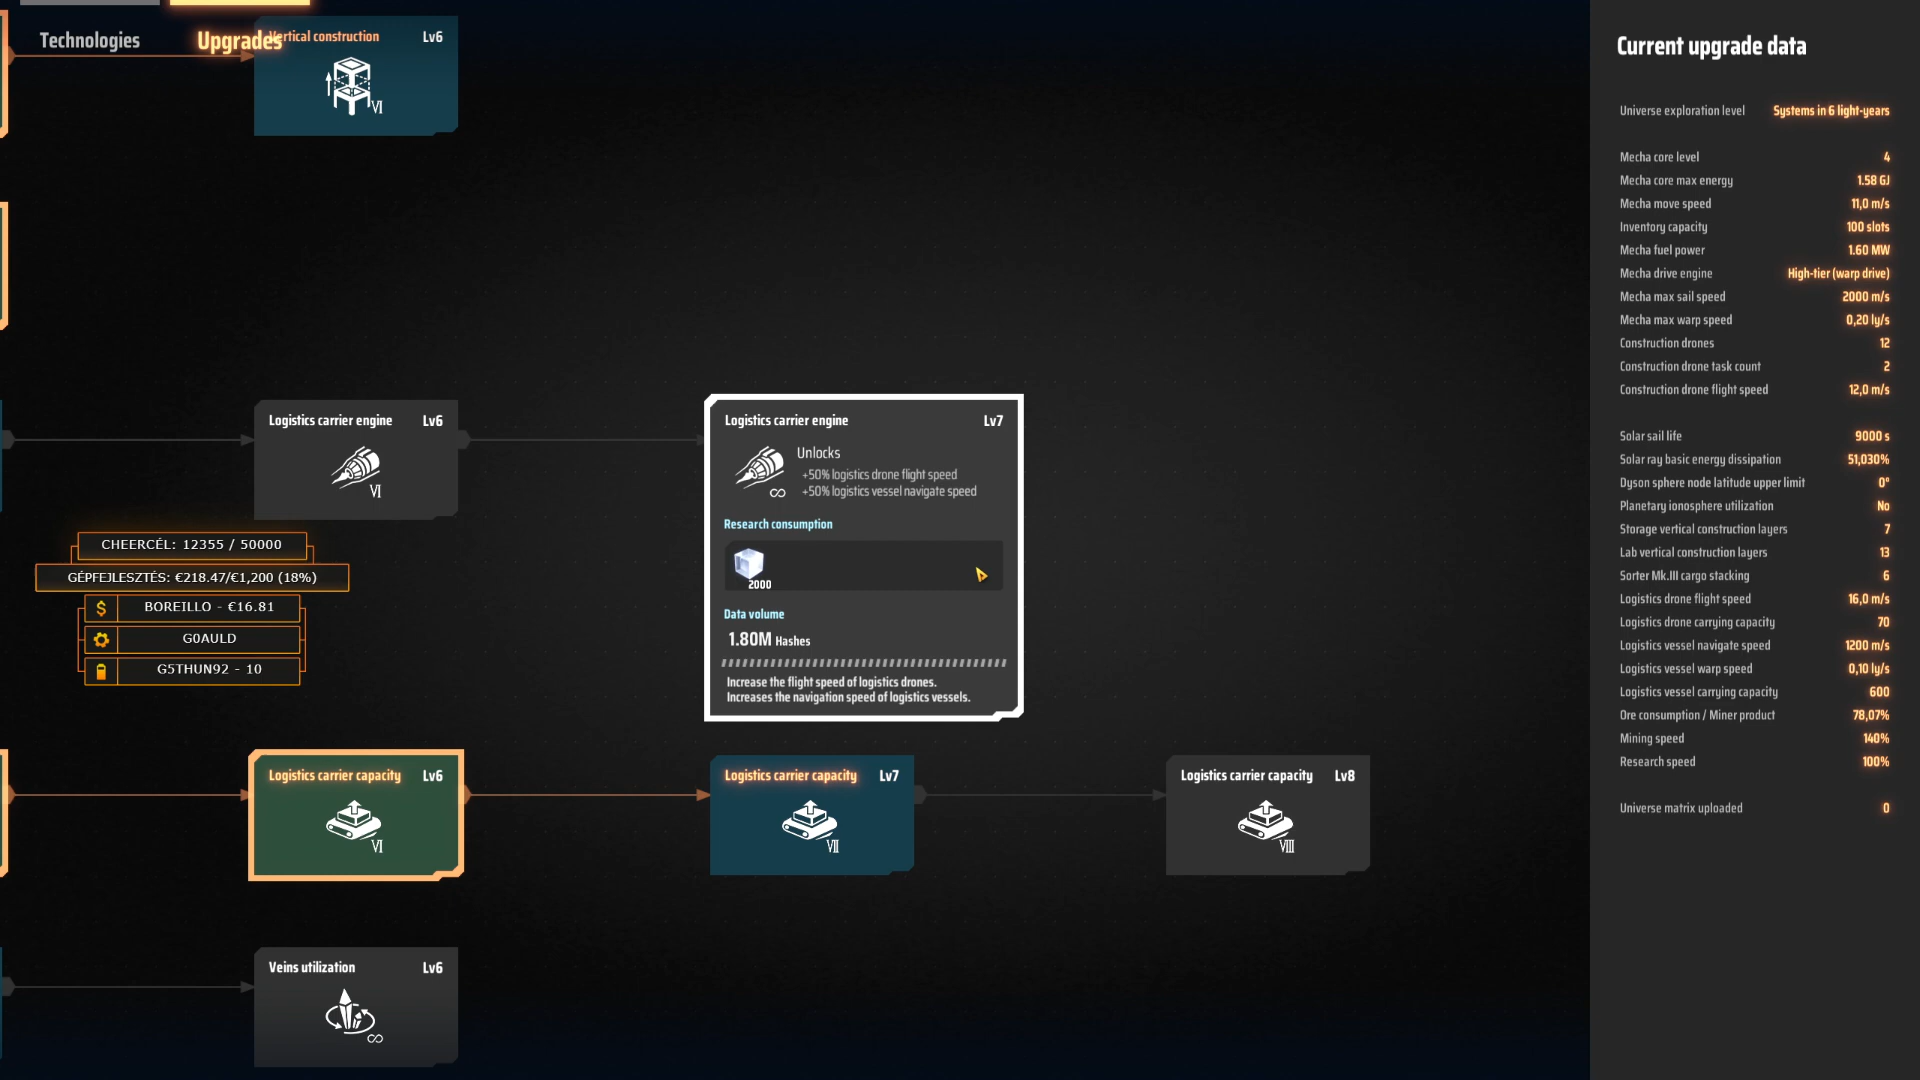 Technologies
Upgrades
Vertical construction Lv6
VI
Logistics carrier engine Lv6
VI
Logistics carrier engine Lv7
Unlocks
+50% logistics drone flight speed
+50% logistics vessel navigate speed
∞
Research consumption
2000
Data volume
1.80M Hashes
Increase the flight speed of logistics drones.
Increases the navigation speed of logistics vessels.
CHEERCÉL: 12355 / 50000
GÉPFEJLESZTÉS: €218.47/€1,200 (18%)
$ BOREILLO - €16.81
G0AULD
G5THUN92 - 10
Logistics carrier capacity Lv6
VI
Logistics carrier capacity Lv7
VII
Logistics carrier capacity Lv8
VIII
Veins utilization Lv6
∞
Current upgrade data
Universe exploration level Systems in 6 light-years
Mecha core level 4
Mecha core max energy 1.58 GJ
Mecha move speed 11,0 m/s
Inventory capacity 100 slots
Mecha fuel power 1.60 MW
Mecha drive engine High-tier (warp drive)
Mecha max sail speed 2000 m/s
Mecha max warp speed 0,20 ly/s
Construction drones 12
Construction drone task count 2
Construction drone flight speed 12,0 m/s
Solar sail life 9000 s
Solar ray basic energy dissipation 51,030%
Dyson sphere node latitude upper limit 0°
Planetary ionosphere utilization No
Storage vertical construction layers 7
Lab vertical construction layers 13
Sorter Mk.III cargo stacking 6
Logistics drone flight speed 16,0 m/s
Logistics drone carrying capacity 70
Logistics vessel navigate speed 1200 m/s
Logistics vessel warp speed 0,10 ly/s
Logistics vessel carrying capacity 600
Ore consumption / Miner product 78,07%
Mining speed 140%
Research speed 100%
Universe matrix uploaded 0